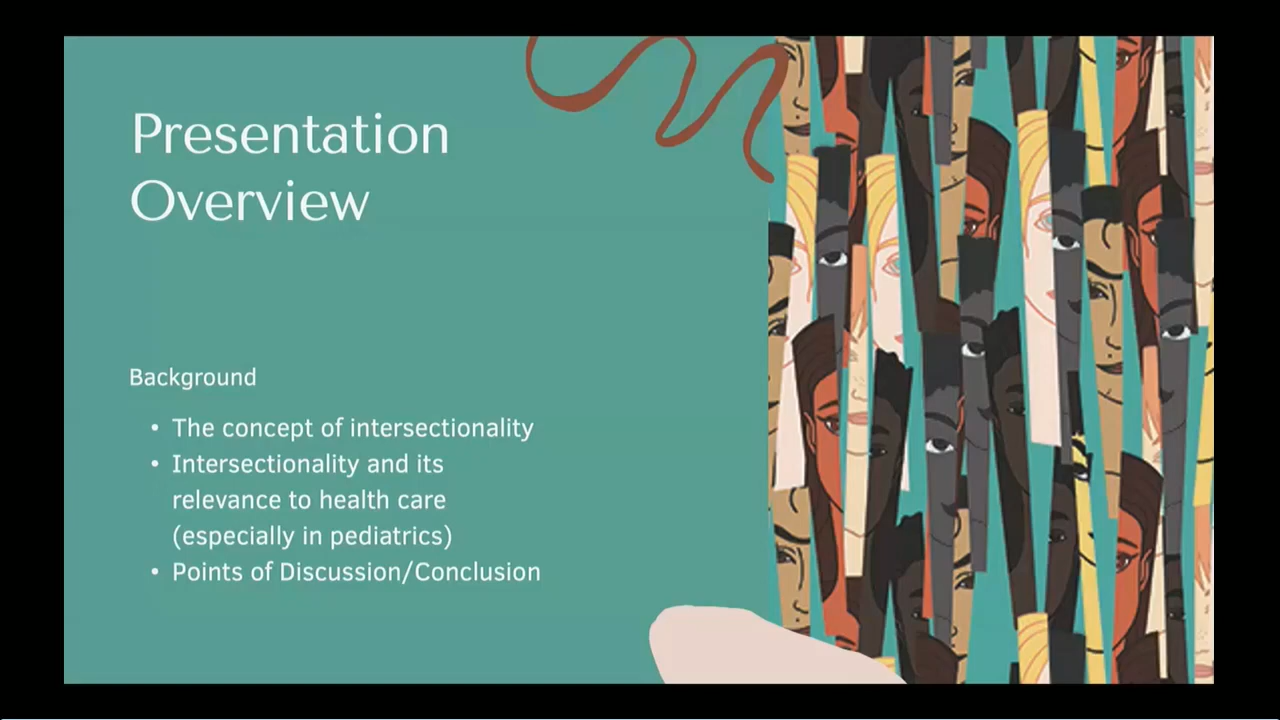 Presentation
Overview
Background
• The concept of intersectionality
• Intersectionality and its
relevance to health care
(especially in pediatrics)
• Points of Discussion/Conclusion